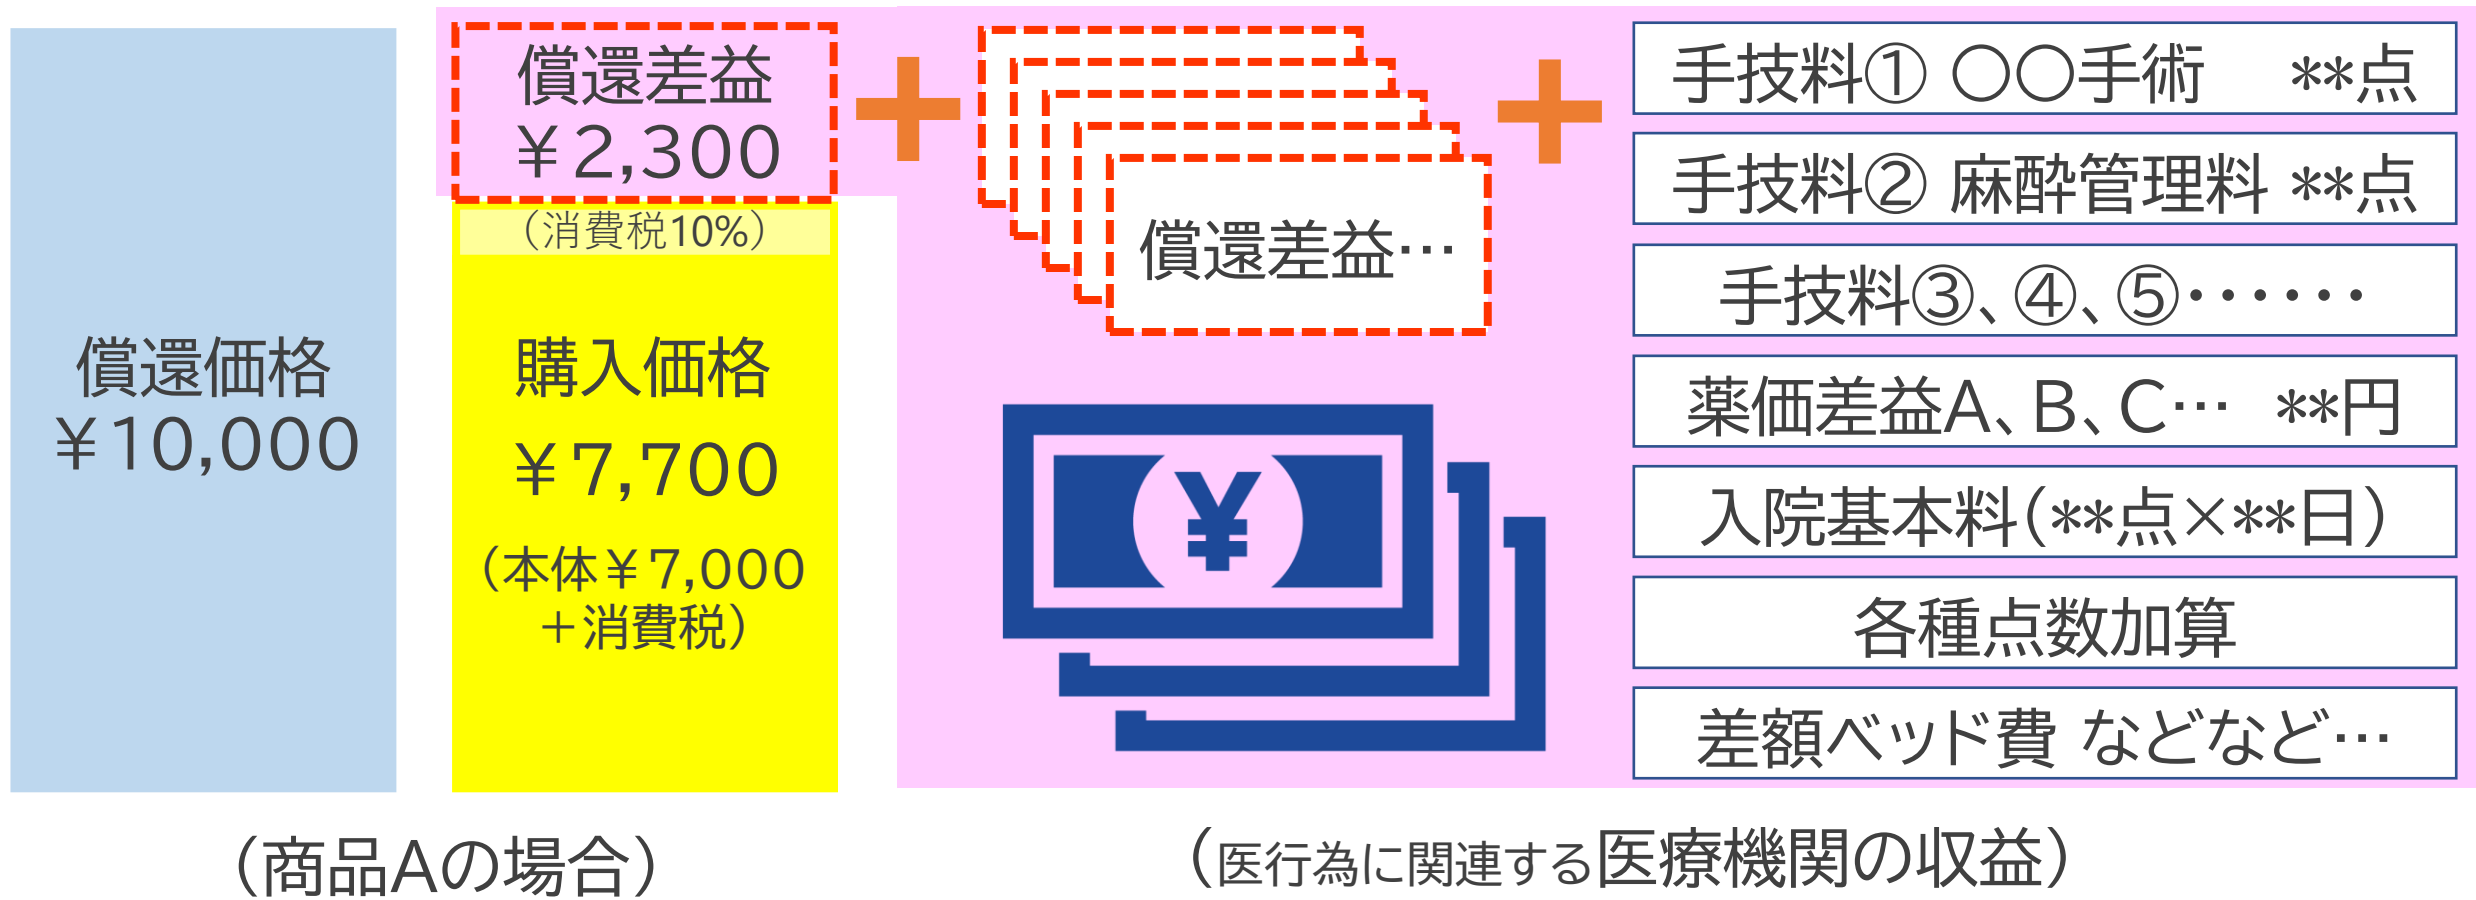 償還価格
￥10,000
償還差益
￥2,300
（消費税10%）
購入価格
￥7,700
（本体￥7,000
＋消費税）
（商品Aの場合）
＋
償還差益…
＋
¥
手技料① 〇〇手術　**点
手技料② 麻酔管理料 **点
手技料③、④、⑤・・・・・・
薬価差益A、B、C…　**円
入院基本料（**点×**日）
各種点数加算
差額ベッド費 などなど…
（医行為に関連する医療機関の収益）